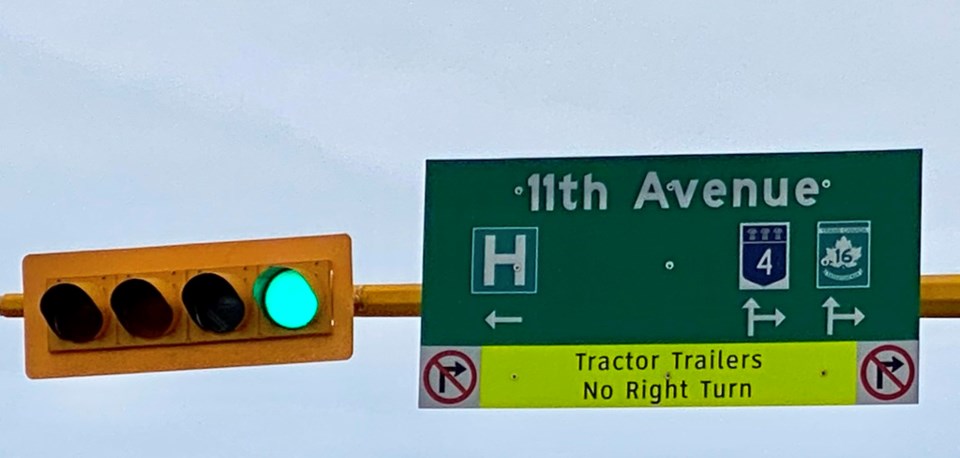 11th Avenue
H
4
16
Tractor Trailers
No Right Turn